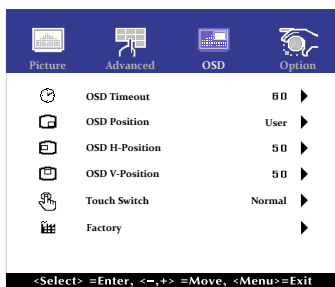 Picture Advanced OSD Option
OSD Timeout 60
OSD Position User
OSD H-Position 50
OSD V-Position 50
Touch Switch Normal
Factory
<Select> =Enter, <−,+> =Move, <Menu>=Exit